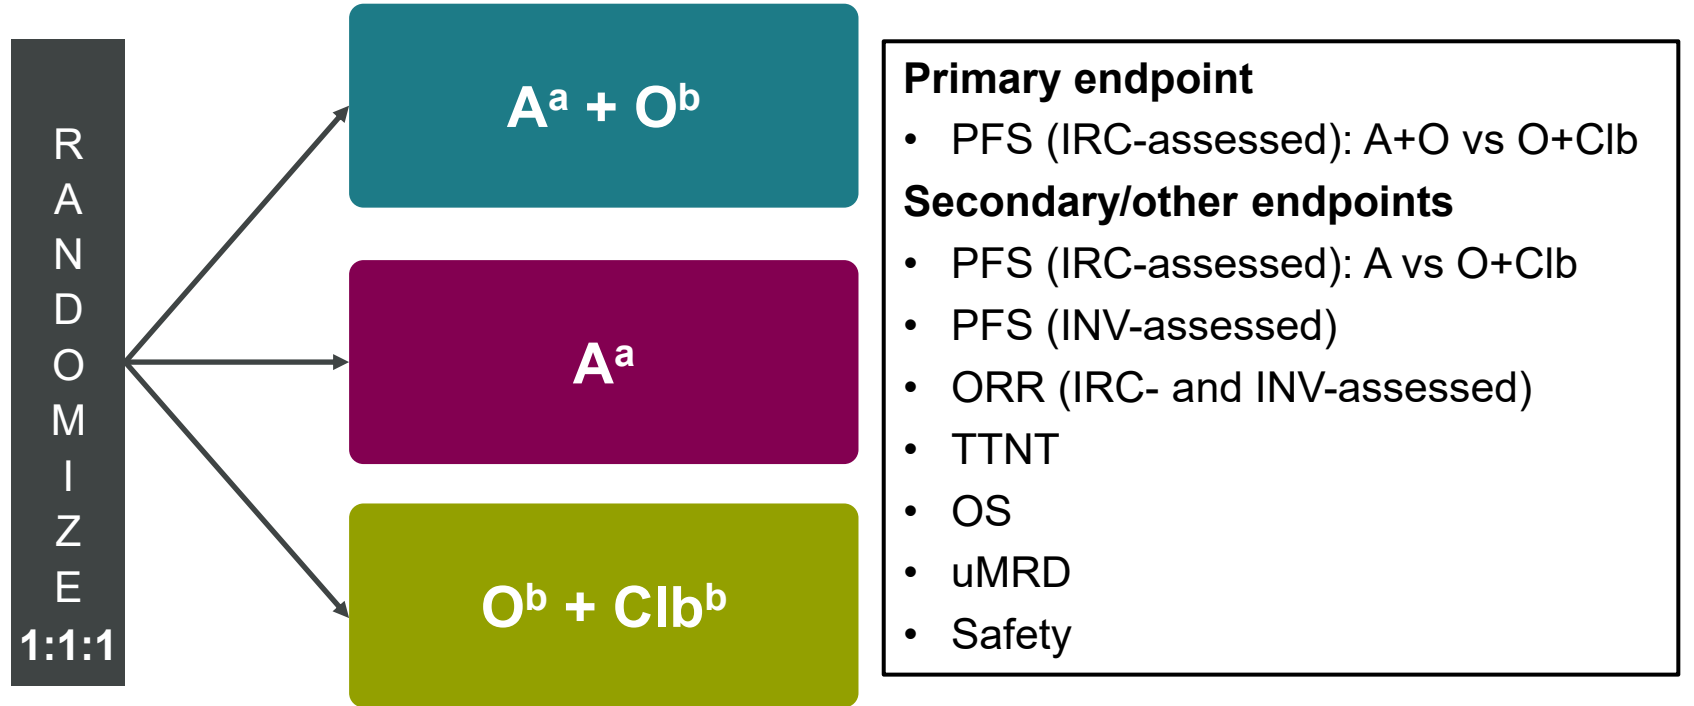 R
A
N
D
O
M
I
Z
E
1:1:1
Aᵃ + Oᵇ
Aᵃ
Oᵇ + Clbᵇ
Primary endpoint
• PFS (IRC-assessed): A+O vs O+Clb
Secondary/other endpoints
• PFS (IRC-assessed): A vs O+Clb
• PFS (INV-assessed)
• ORR (IRC- and INV-assessed)
• TTNT
• OS
• uMRD
• Safety